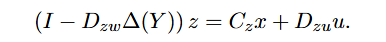 (I − D_{zw}Δ(Y)) z = C_z x + D_{zu} u.